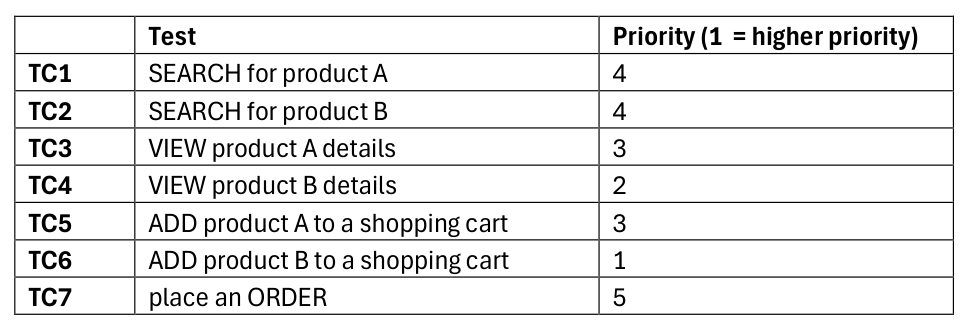 Test Priority (1 = higher priority)
TC1 SEARCH for product A 4
TC2 SEARCH for product B 4
TC3 VIEW product A details 3
TC4 VIEW product B details 2
TC5 ADD product A to a shopping cart 3
TC6 ADD product B to a shopping cart 1
TC7 place an ORDER 5